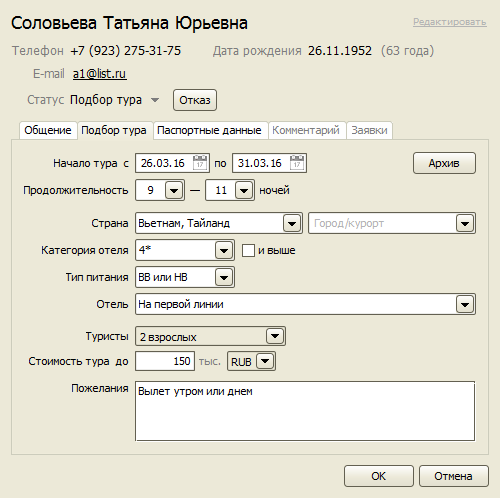 Соловьева Татьяна Юрьевна Редактировать
Телефон +7 (923) 275-31-75 Дата рождения 26.11.1952 (63 года)
E-mail a1@list.ru
Статус Подбор тура Отказ
Общение Подбор тура Паспортные данные Комментарий Заявки
Начало тура с 26.03.16 17 по 31.03.16 17 Архив
Продолжительность 9 — 11 ночей
Страна Вьетнам, Тайланд Город/курорт
Категория отеля 4* и выше
Тип питания BB или HB
Отель На первой линии
Туристы 2 взрослых
Стоимость тура до 150 тыс. RUB
Пожелания Вылет утром или днем
OK Отмена